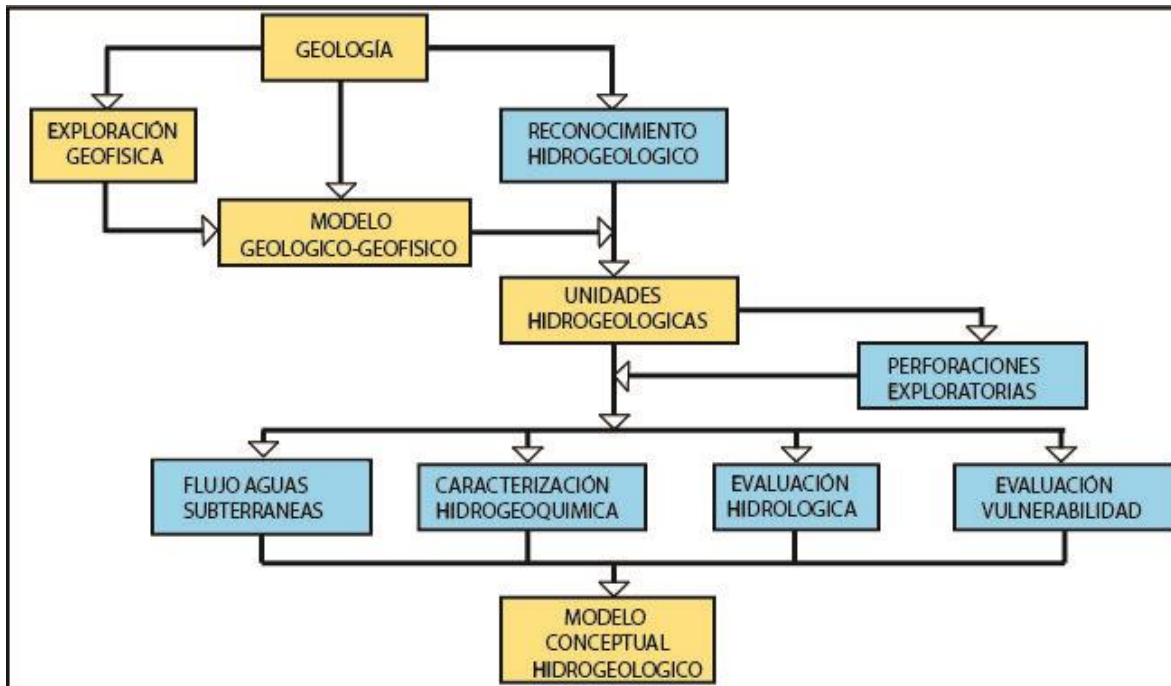 GEOLOGÍA
EXPLORACIÓN
GEOFISICA
RECONOCIMIENTO
HIDROGEOLOGICO
MODELO
GEOLOGICO-GEOFISICO
UNIDADES
HIDROGEOLOGICAS
PERFORACIONES
EXPLORATORIAS
FLUJO AGUAS
SUBTERRANEAS
CARACTERIZACIÓN
HIDROGEOQUIMICA
EVALUACIÓN
HIDROLOGICA
EVALUACIÓN
VULNERABILIDAD
MODELO
CONCEPTUAL
HIDROGEOLOGICO